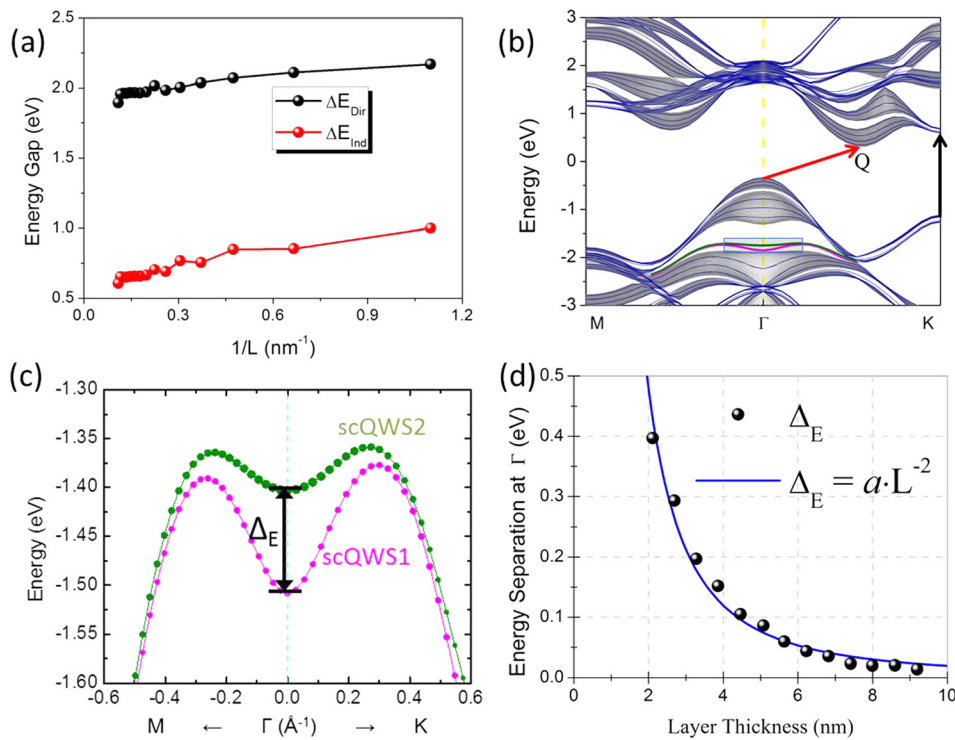 (a)
2.5
2.0
1.5
1.0
0.5
Energy Gap (eV)
ΔE_Dir
ΔE_Ind
0.0 0.3 0.6 0.9 1.2
1/L (nm⁻¹)
(b)
3
2
1
0
-1
-2
-3
Energy (eV)
Q
M Γ K
(c)
-1.30
-1.35
-1.40
-1.45
-1.50
-1.55
-1.60
Energy (eV)
scQWS2
Δ_E
scQWS1
-0.6 -0.4 -0.2 0.0 0.2 0.4 0.6
M ← Γ (Å⁻¹) → K
(d)
0.5
0.4
0.3
0.2
0.1
0.0
Energy Separation at Γ (eV)
Δ_E
Δ_E = a·L⁻²
0 2 4 6 8 10
Layer Thickness (nm)